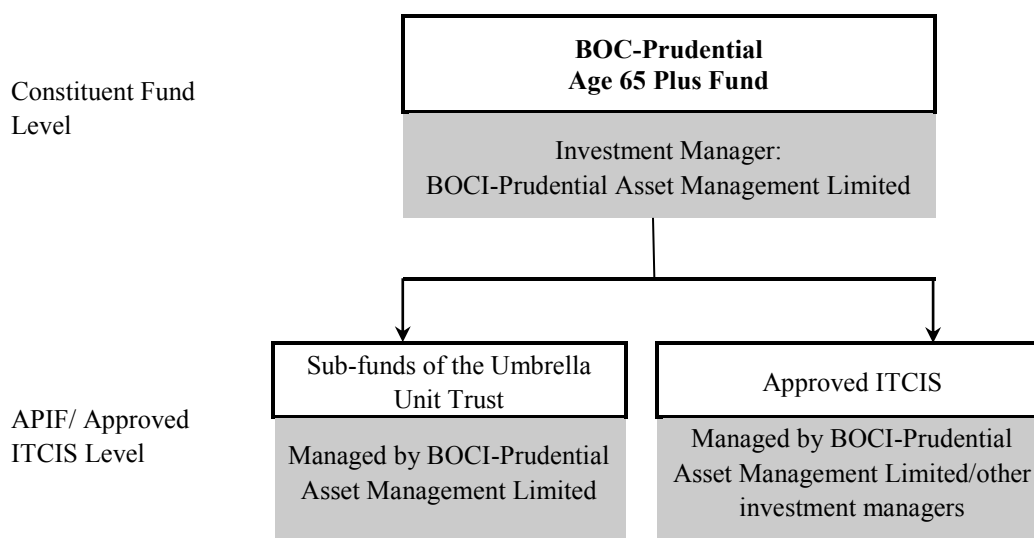 BOC-Prudential
Age 65 Plus Fund
Constituent Fund
Level
Investment Manager:
BOCI-Prudential Asset Management Limited
Sub-funds of the Umbrella
Unit Trust
Approved ITCIS
APIF/ Approved
ITCIS Level
Managed by BOCI-Prudential
Asset Management Limited
Managed by BOCI-Prudential
Asset Management Limited/other
investment managers